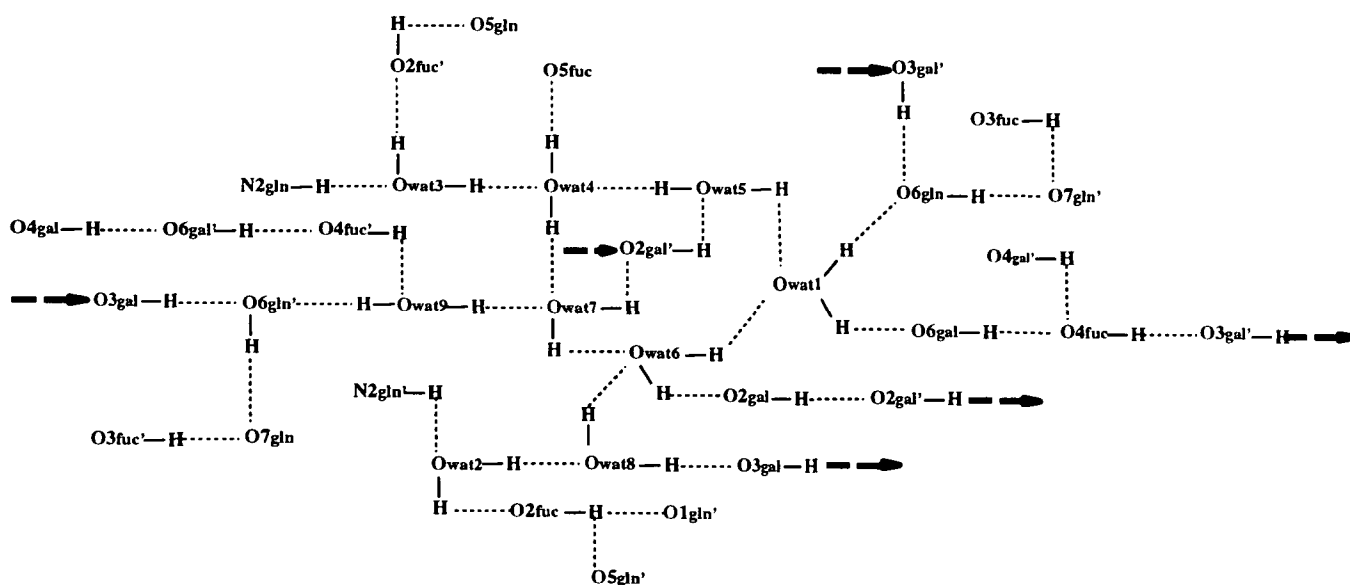 H O5gln
O2fuc' O5fuc O3gal'
H O3fuc H
H H
N2gln H Owat3 H Owat4 H Owat5 H O6gln H O7gln'
H
O4gal H O6gal' H O4fuc' H O2gal' H H O4gal' H
Owat1
O3gal H O6gln' H Owat9 H Owat7 H
H O6gal H O4fuc H O3gal' H
H H Owat6 H
N2gln' H H O2gal H O2gal' H
H
O3fuc' H O7gln
Owat2 H Owat8 H O3gal H
H O2fuc H O1gln'
O5gln'